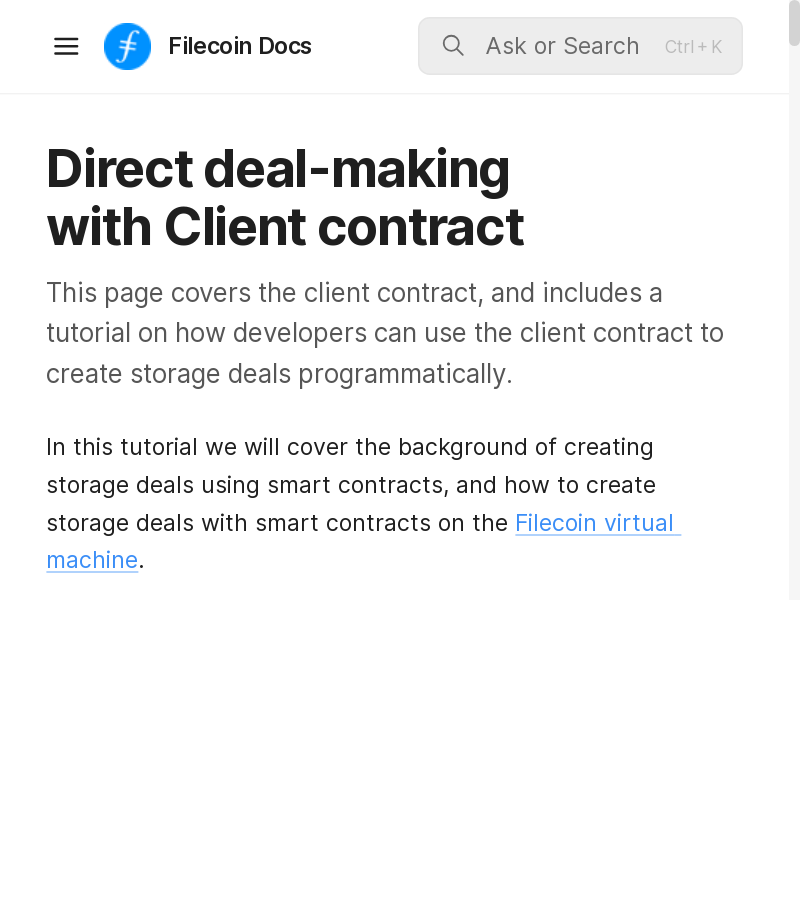 Filecoin Docs
Ask or Search
Ctrl + K
Direct deal-making
with Client contract
This page covers the client contract, and includes a
tutorial on how developers can use the client contract to
create storage deals programmatically.
In this tutorial we will cover the background of creating
storage deals using smart contracts, and how to create
storage deals with smart contracts on the Filecoin virtual
machine.